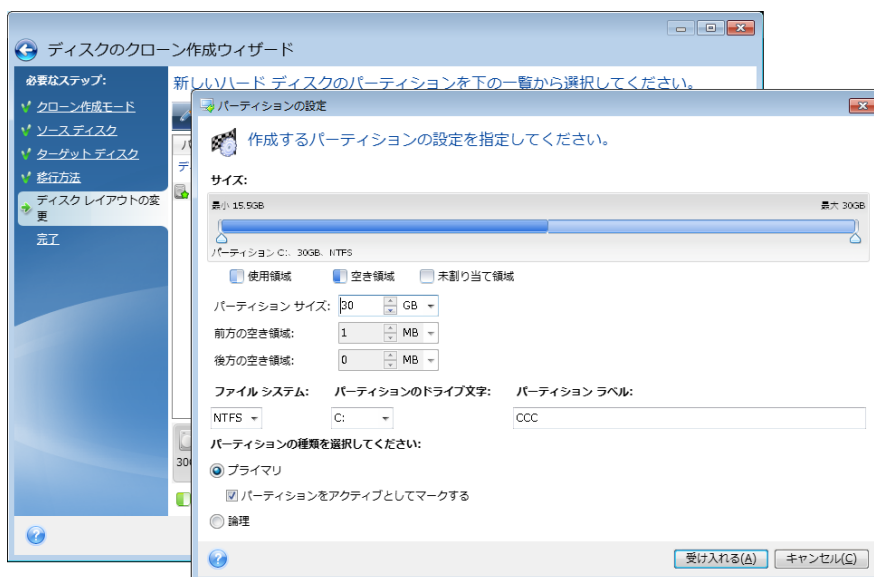 ディスクのクローン作成ウィザード
必要なステップ:
クローン作成モード
ソース ディスク
ターゲット ディスク
移行方法
ディスク レイアウトの変
更
完了
新しいハード ディスクのパーティションを下の一覧から選択してください。
パーティションの設定
作成するパーティションの設定を指定してください。
サイズ:
最小 15.59GB
最大 30GB
パーティション C:、30GB、NTFS
使用領域 空き領域 未割り当て領域
パーティション サイズ: 30 GB
前方の空き領域: 1 MB
後方の空き領域: 0 MB
ファイル システム: パーティションのドライブ文字: パーティション ラベル:
NTFS C: CCC
パーティションの種類を選択してください:
プライマリ
パーティションをアクティブとしてマークする
論理
受け入れる(A) キャンセル(C)